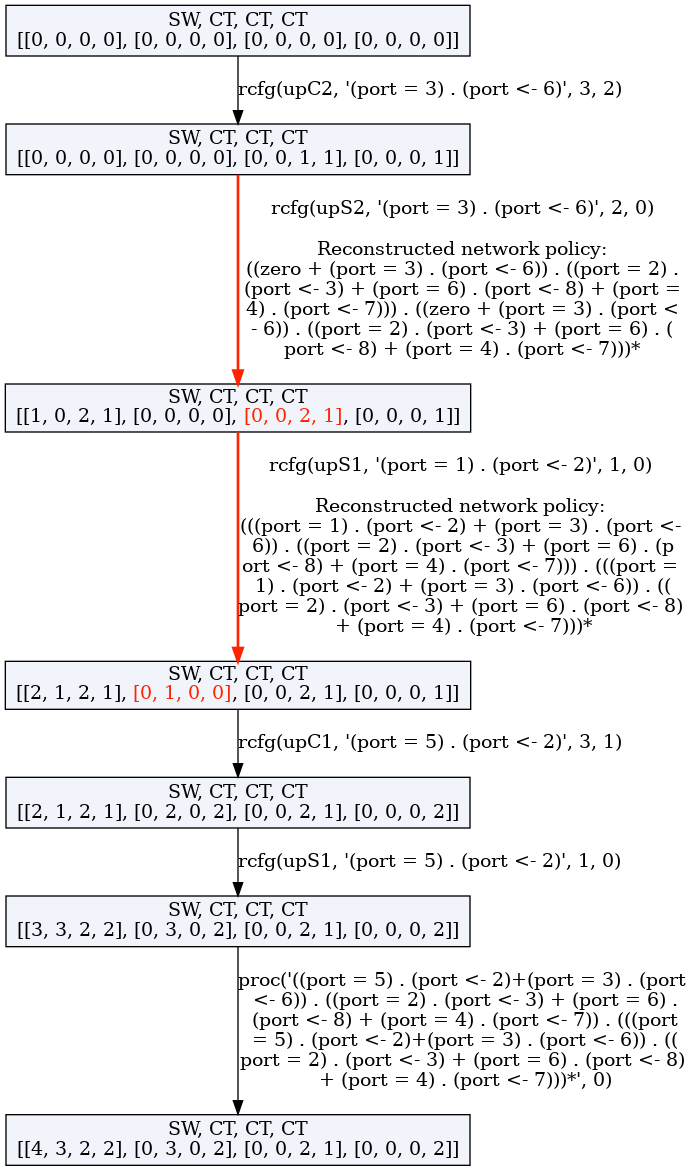 SW, CT, CT, CT
[[0, 0, 0, 0], [0, 0, 0, 0], [0, 0, 0, 0], [0, 0, 0, 0]]
rcfg(upC2, '(port = 3) . (port <- 6)', 3, 2)
SW, CT, CT, CT
[[0, 0, 0, 0], [0, 0, 0, 0], [0, 0, 1, 1], [0, 0, 0, 1]]
rcfg(upS2, '(port = 3) . (port <- 6)', 2, 0)
Reconstructed network policy:
((zero + (port = 3) . (port <- 6)) . ((port = 2) .
(port <- 3) + (port = 6) . (port <- 8) + (port =
4) . (port <- 7))) . ((zero + (port = 3) . (port <
- 6)) . ((port = 2) . (port <- 3) + (port = 6) . (
port <- 8) + (port = 4) . (port <- 7)))*
SW, CT, CT, CT
[[1, 0, 2, 1], [0, 0, 0, 0], [0, 0, 2, 1], [0, 0, 0, 1]]
rcfg(upS1, '(port = 1) . (port <- 2)', 1, 0)
Reconstructed network policy:
(((port = 1) . (port <- 2) + (port = 3) . (port <-
6)) . ((port = 2) . (port <- 3) + (port = 6) . (p
ort <- 8) + (port = 4) . (port <- 7))) . (((port =
1) . (port <- 2) + (port = 3) . (port <- 6)) . ((
port = 2) . (port <- 3) + (port = 6) . (port <- 8)
+ (port = 4) . (port <- 7)))*
SW, CT, CT, CT
[[2, 1, 2, 1], [0, 1, 0, 0], [0, 0, 2, 1], [0, 0, 0, 1]]
rcfg(upC1, '(port = 5) . (port <- 2)', 3, 1)
SW, CT, CT, CT
[[2, 1, 2, 1], [0, 2, 0, 2], [0, 0, 2, 1], [0, 0, 0, 2]]
rcfg(upS1, '(port = 5) . (port <- 2)', 1, 0)
SW, CT, CT, CT
[[3, 3, 2, 2], [0, 3, 0, 2], [0, 0, 2, 1], [0, 0, 0, 2]]
proc('((port = 5) . (port <- 2)+(port = 3) . (port
<- 6)) . ((port = 2) . (port <- 3) + (port = 6) .
(port <- 8) + (port = 4) . (port <- 7)) . (((port
= 5) . (port <- 2)+(port = 3) . (port <- 6)) . ((
port = 2) . (port <- 3) + (port = 6) . (port <- 8)
+ (port = 4) . (port <- 7)))*', 0)
SW, CT, CT, CT
[[4, 3, 2, 2], [0, 3, 0, 2], [0, 0, 2, 1], [0, 0, 0, 2]]